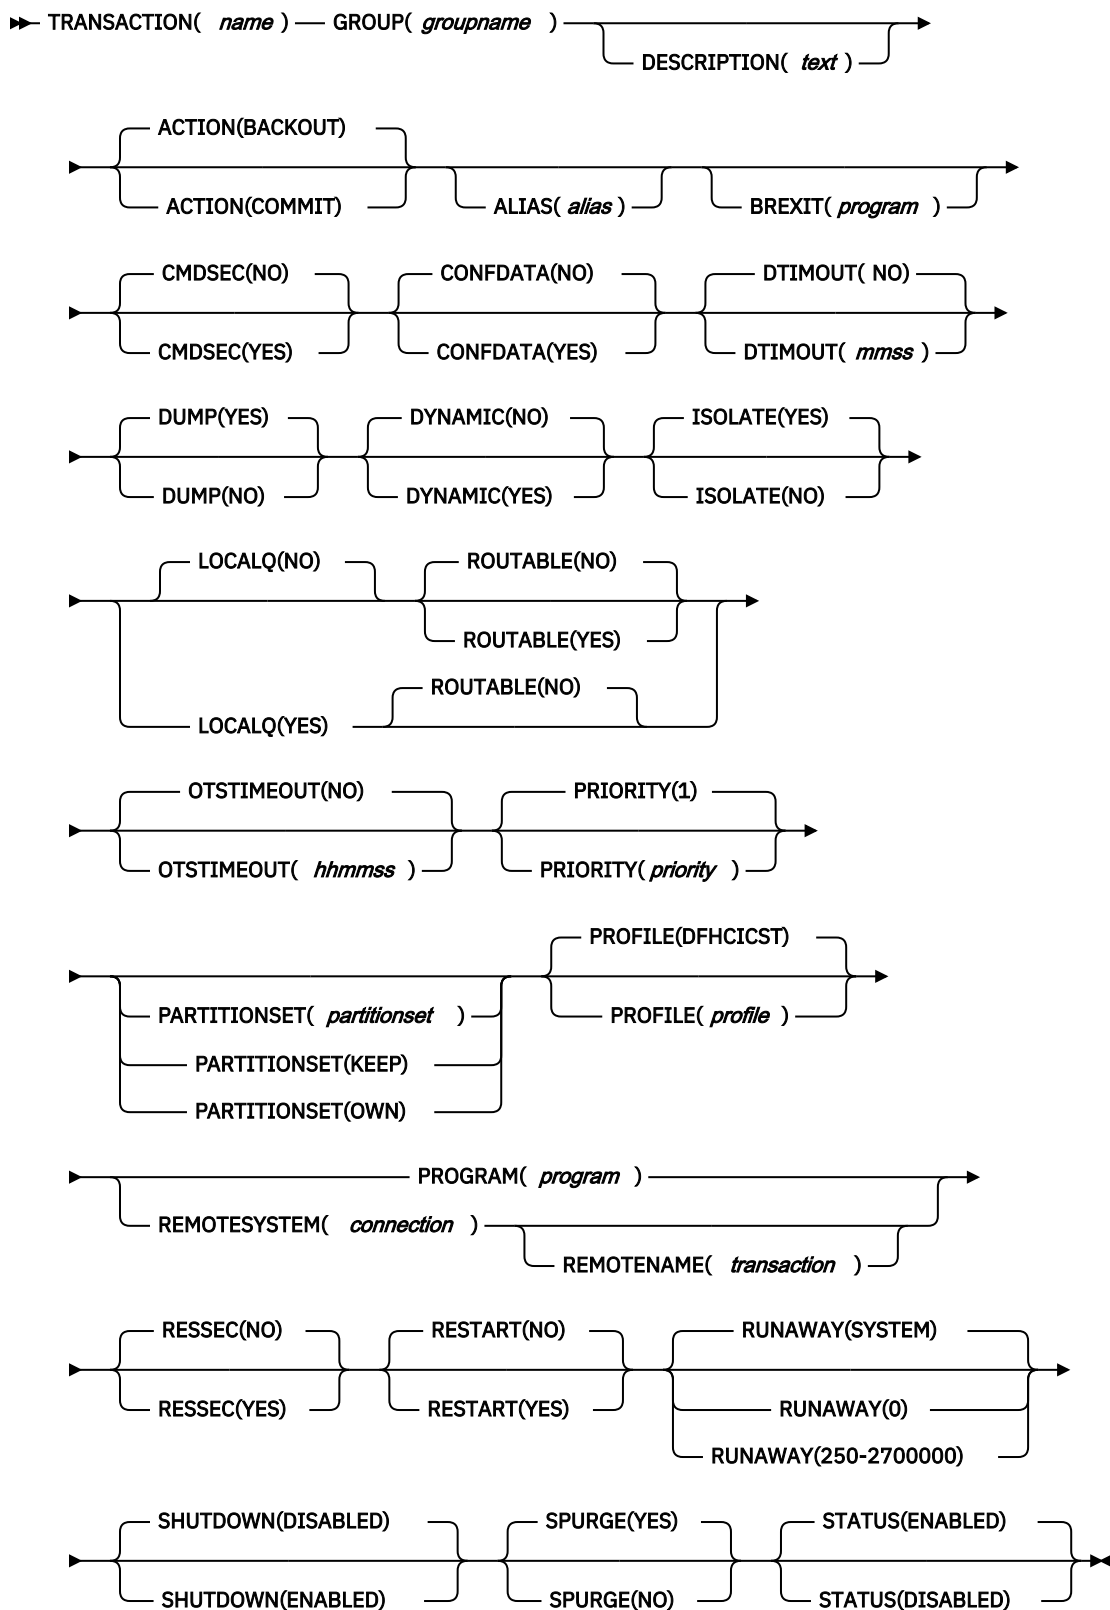 TRANSACTION( name ) GROUP( groupname )
DESCRIPTION( text )
ACTION(BACKOUT)
ACTION(COMMIT) ALIAS( alias ) BREXIT( program )
CMDSEC(NO) CONFDATA(NO) DTIMOUT( NO)
CMDSEC(YES) CONFDATA(YES) DTIMOUT( mmss )
DUMP(YES) DYNAMIC(NO) ISOLATE(YES)
DUMP(NO) DYNAMIC(YES) ISOLATE(NO)
LOCALQ(NO) ROUTABLE(NO)
ROUTABLE(YES)
ROUTABLE(NO)
LOCALQ(YES)
OTSTIMEOUT(NO) PRIORITY(1)
OTSTIMEOUT( hhmmss ) PRIORITY( priority )
PROFILE(DFHCICST)
PARTITIONSET( partitionset ) PROFILE( profile )
PARTITIONSET(KEEP)
PARTITIONSET(OWN)
PROGRAM( program )
REMOTESYSTEM( connection )
REMOTENAME( transaction )
RESSEC(NO) RESTART(NO) RUNAWAY(SYSTEM)
RESSEC(YES) RESTART(YES) RUNAWAY(0)
RUNAWAY(250-2700000)
SHUTDOWN(DISABLED) SPURGE(YES) STATUS(ENABLED)
SHUTDOWN(ENABLED) SPURGE(NO) STATUS(DISABLED)